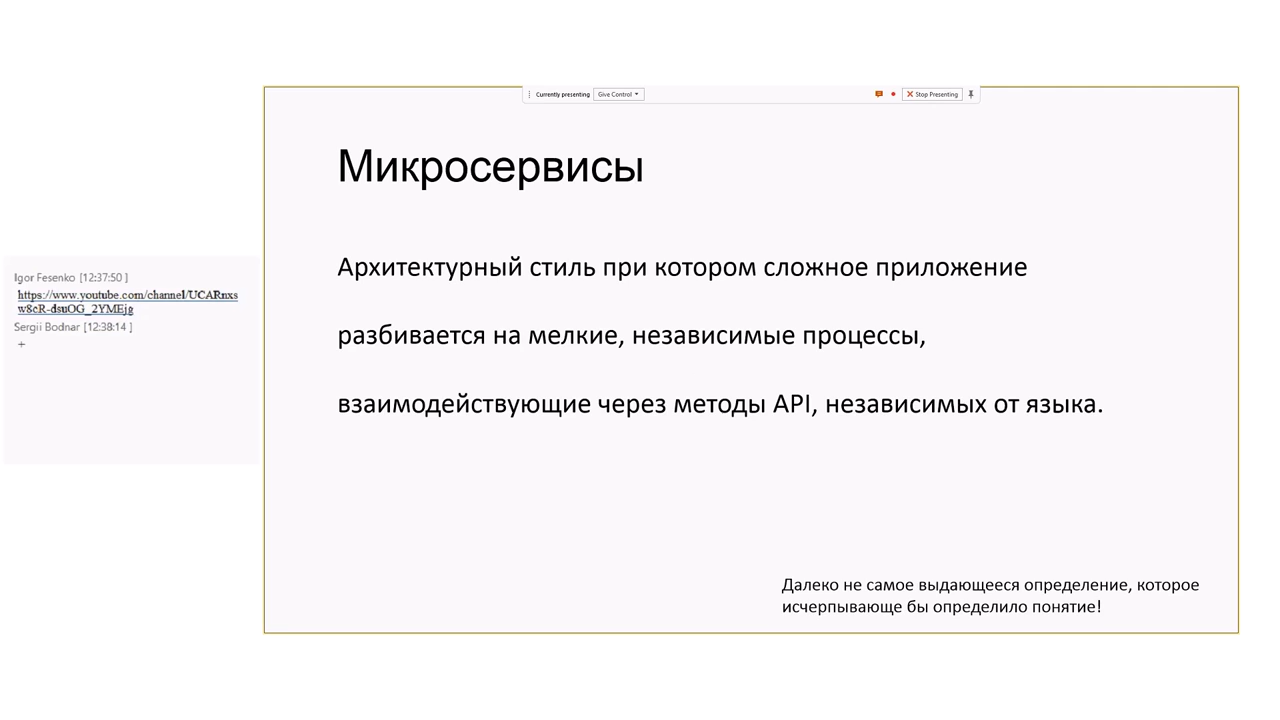 Currently presenting
Give Control
Stop Presenting
Микросервисы
Igor Fesenko [12:37:50 ]
https://www.youtube.com/channel/UCARnxs
w8cR-dsuOG_2YMEjg
Sergii Bodnar [12:38:14 ]
+
Архитектурный стиль при котором сложное приложение
разбивается на мелкие, независимые процессы,
взаимодействующие через методы API, независимых от языка.
Далеко не самое выдающееся определение, которое
исчерпывающе бы определило понятие!